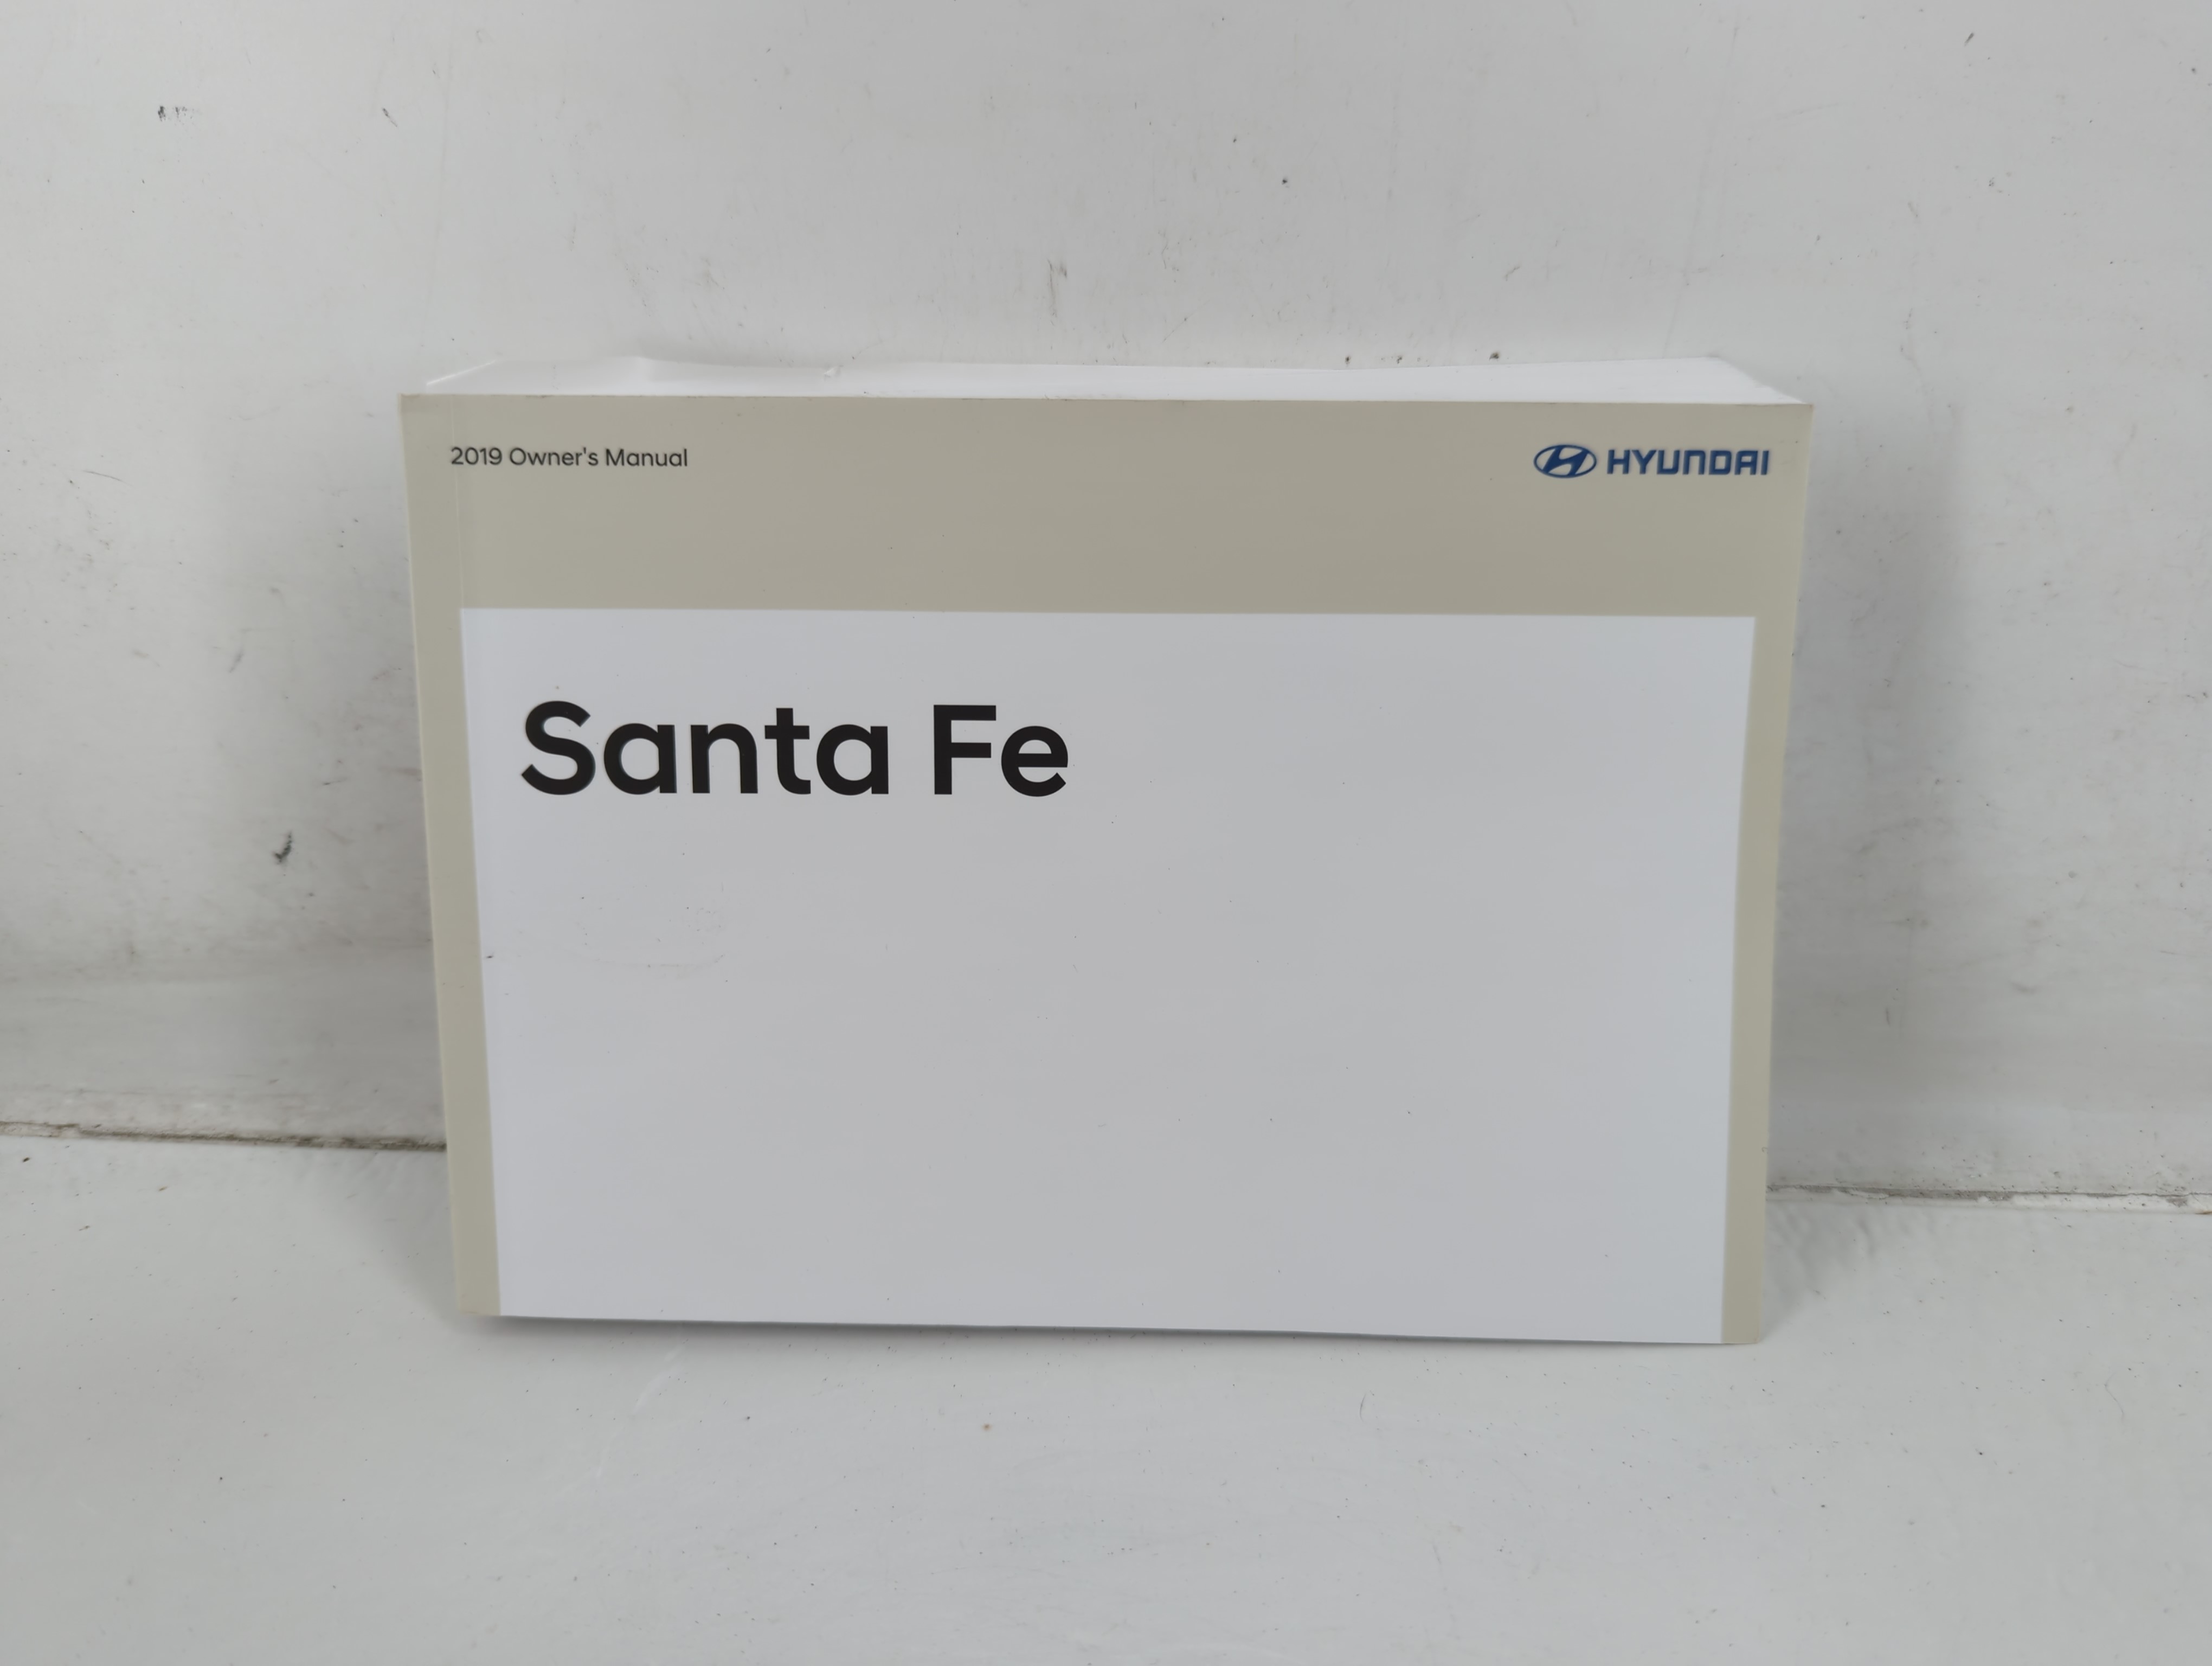 2019 Owner's Manual
HYUNDAI
Santa Fe